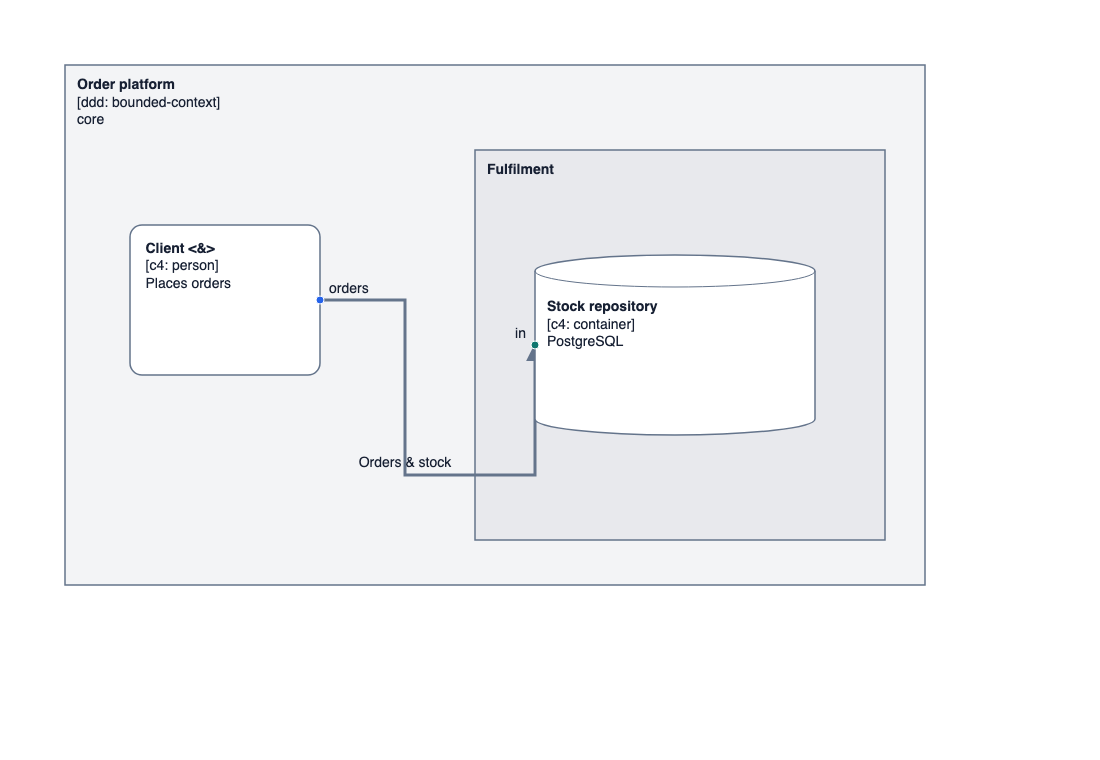 Order platform
[ddd: bounded-context]
core
Fulfilment
Client <&>
[c4: person]
Places orders
orders
Stock repository
[c4: container]
PostgreSQL
in
Orders & stock